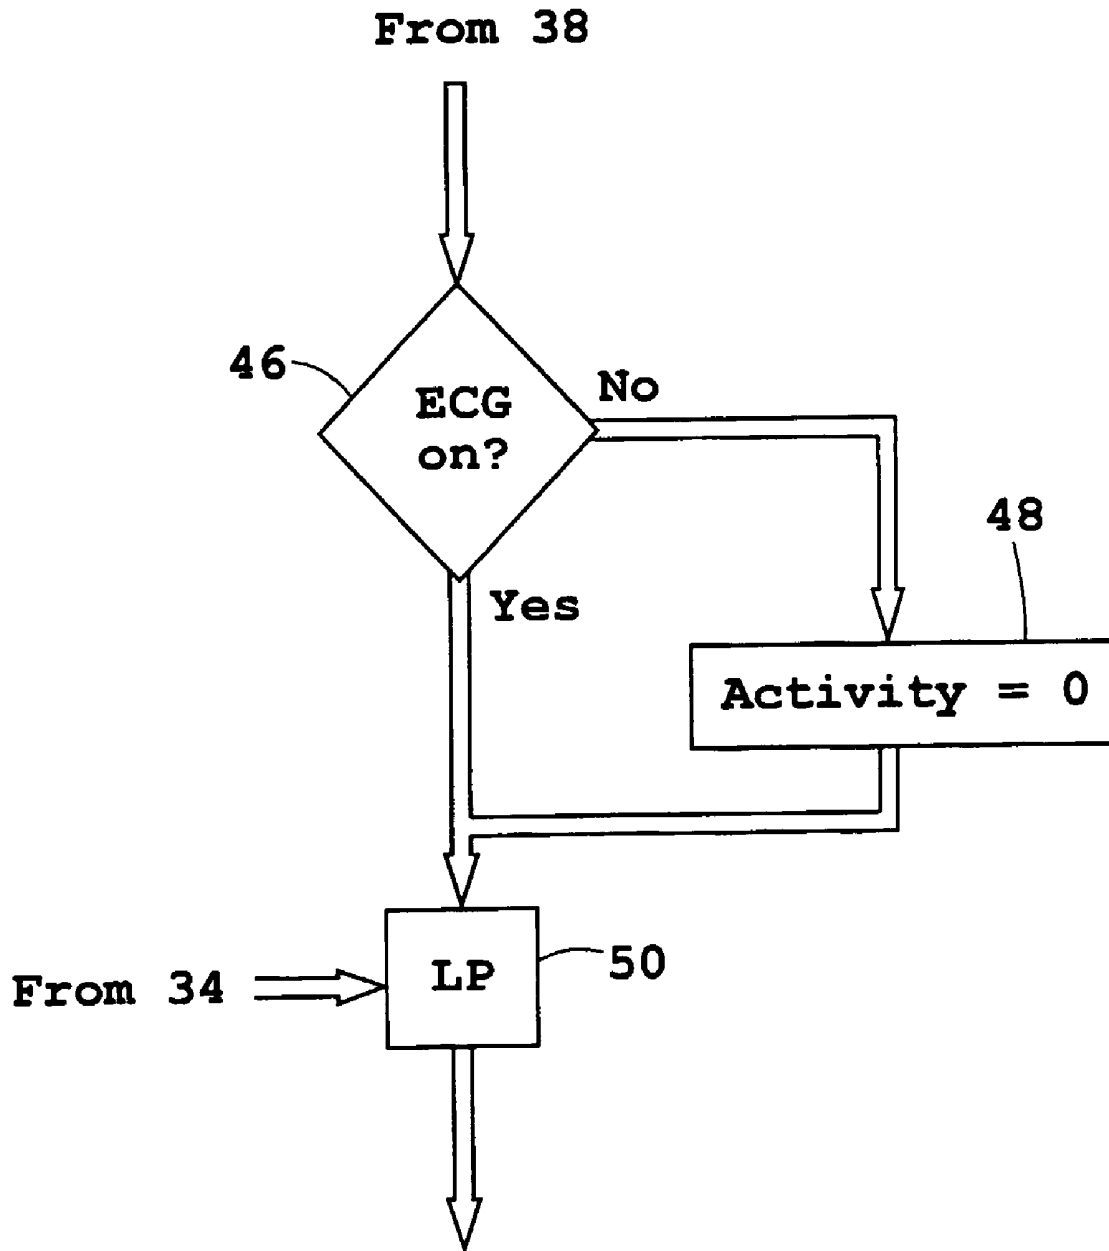 From 38
46
ECG
on?
No
Yes
48
Activity = 0
From 34
LP
50